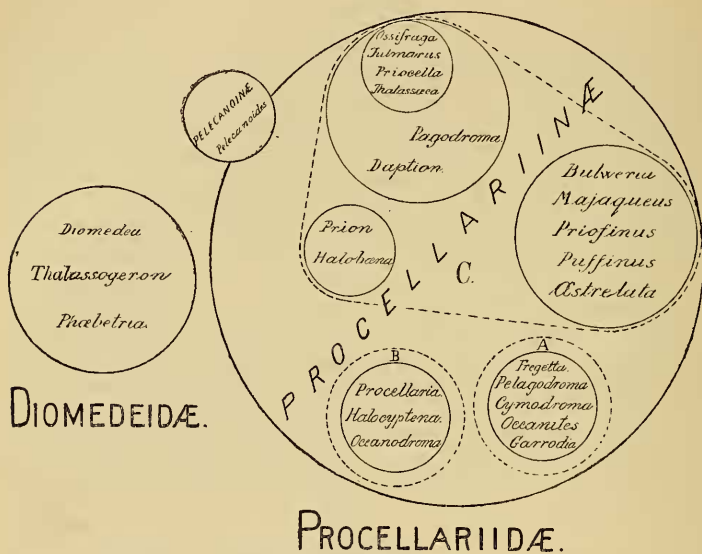 Ossifraga
Fulmarus
Priocella
Thalassœca
Pagodroma.
Daption.
PELECANOINÆ
Pelecanoides
PROCELLARIINÆ
Bulweria
Majaqueus
Priofinus
Puffinus
Œstrelata
Prion
Halobæna
C.
Diomedea
Thalassogeron
Phœbetria.
DIOMEDEIDÆ.
B
Procellaria.
Halocyptena.
Oceanodroma.
A
Fregetta.
Pelagodroma
Cymodroma
Oceanites
Garrodia.
PROCELLARIIDÆ.